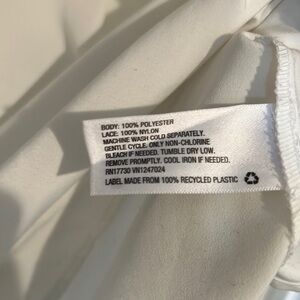 BODY: 100% POLYESTER
LACE: 100% NYLON
MACHINE WASH COLD SEPARATELY.
GENTLE CYCLE. ONLY NON-CHLORINE
BLEACH IF NEEDED. TUMBLE DRY LOW.
REMOVE PROMPTLY. COOL IRON IF NEEDED.
RN17730 VN1247024
LABEL MADE FROM 100% RECYCLED PLASTIC